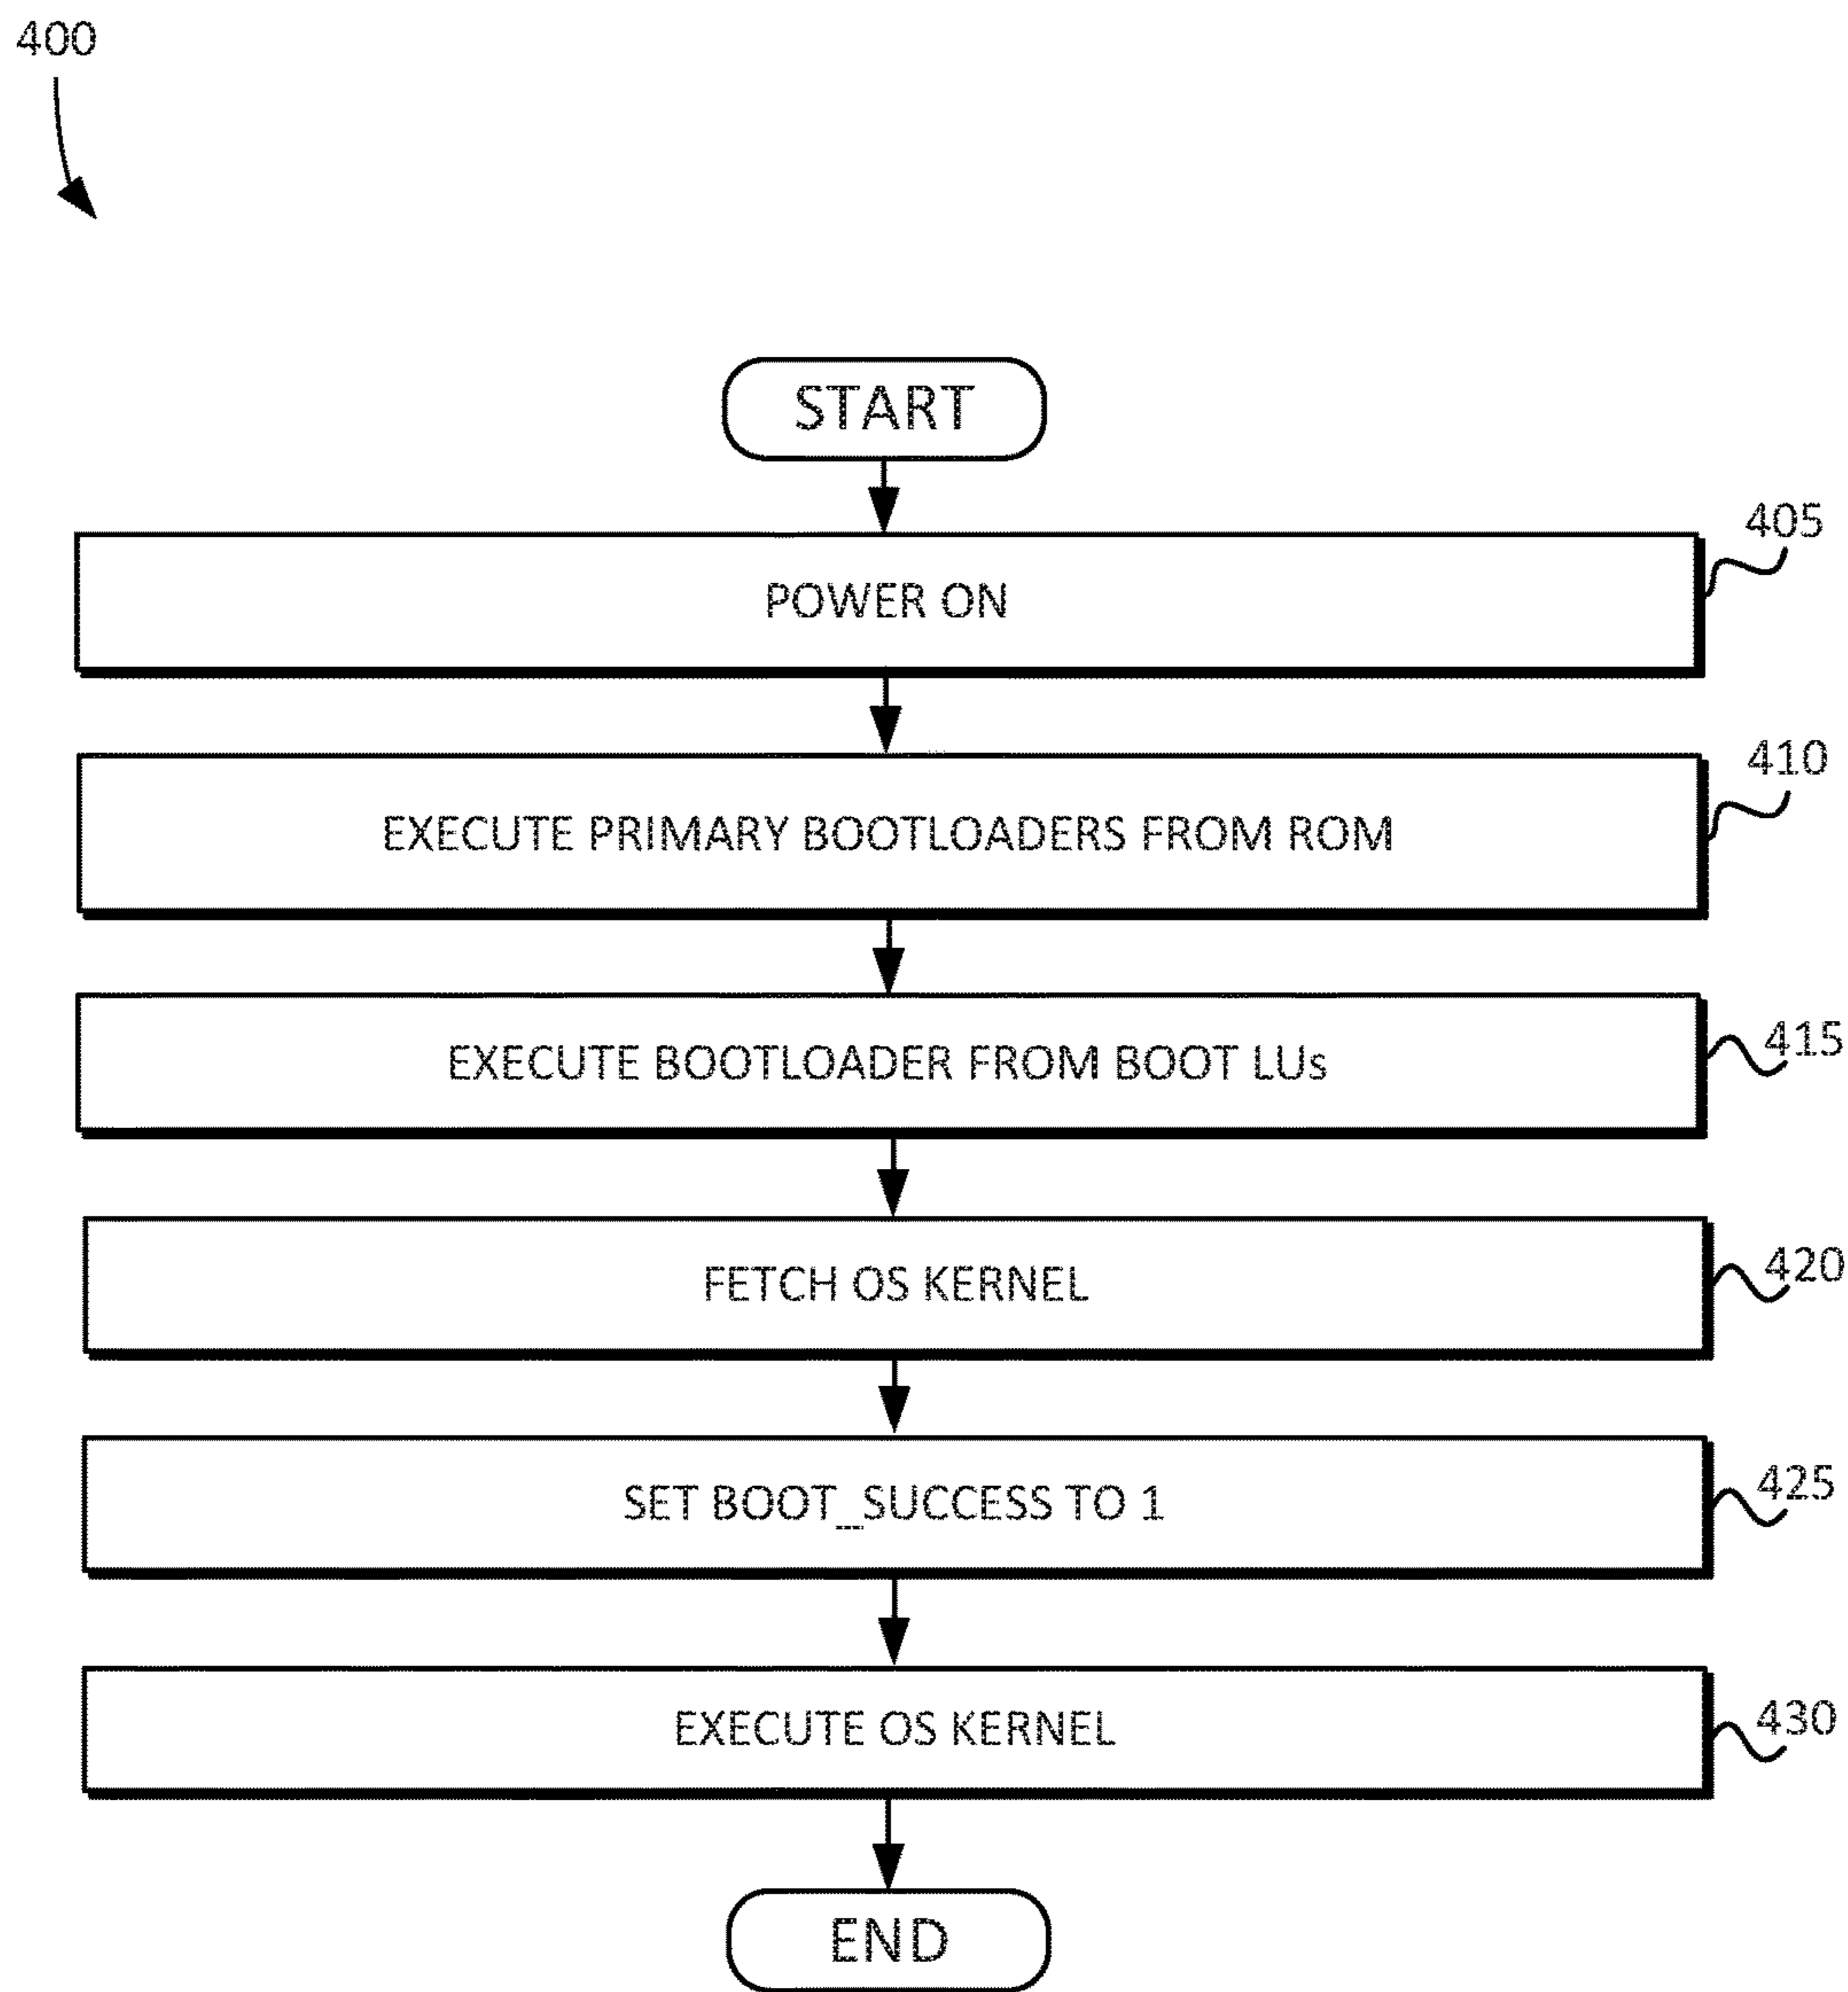 400
START
405
POWER ON
410
EXECUTE PRIMARY BOOTLOADERS FROM ROM
415
EXECUTE BOOTLOADER FROM BOOT LUs
420
FETCH OS KERNEL
425
SET BOOT_SUCCESS TO 1
430
EXECUTE OS KERNEL
END